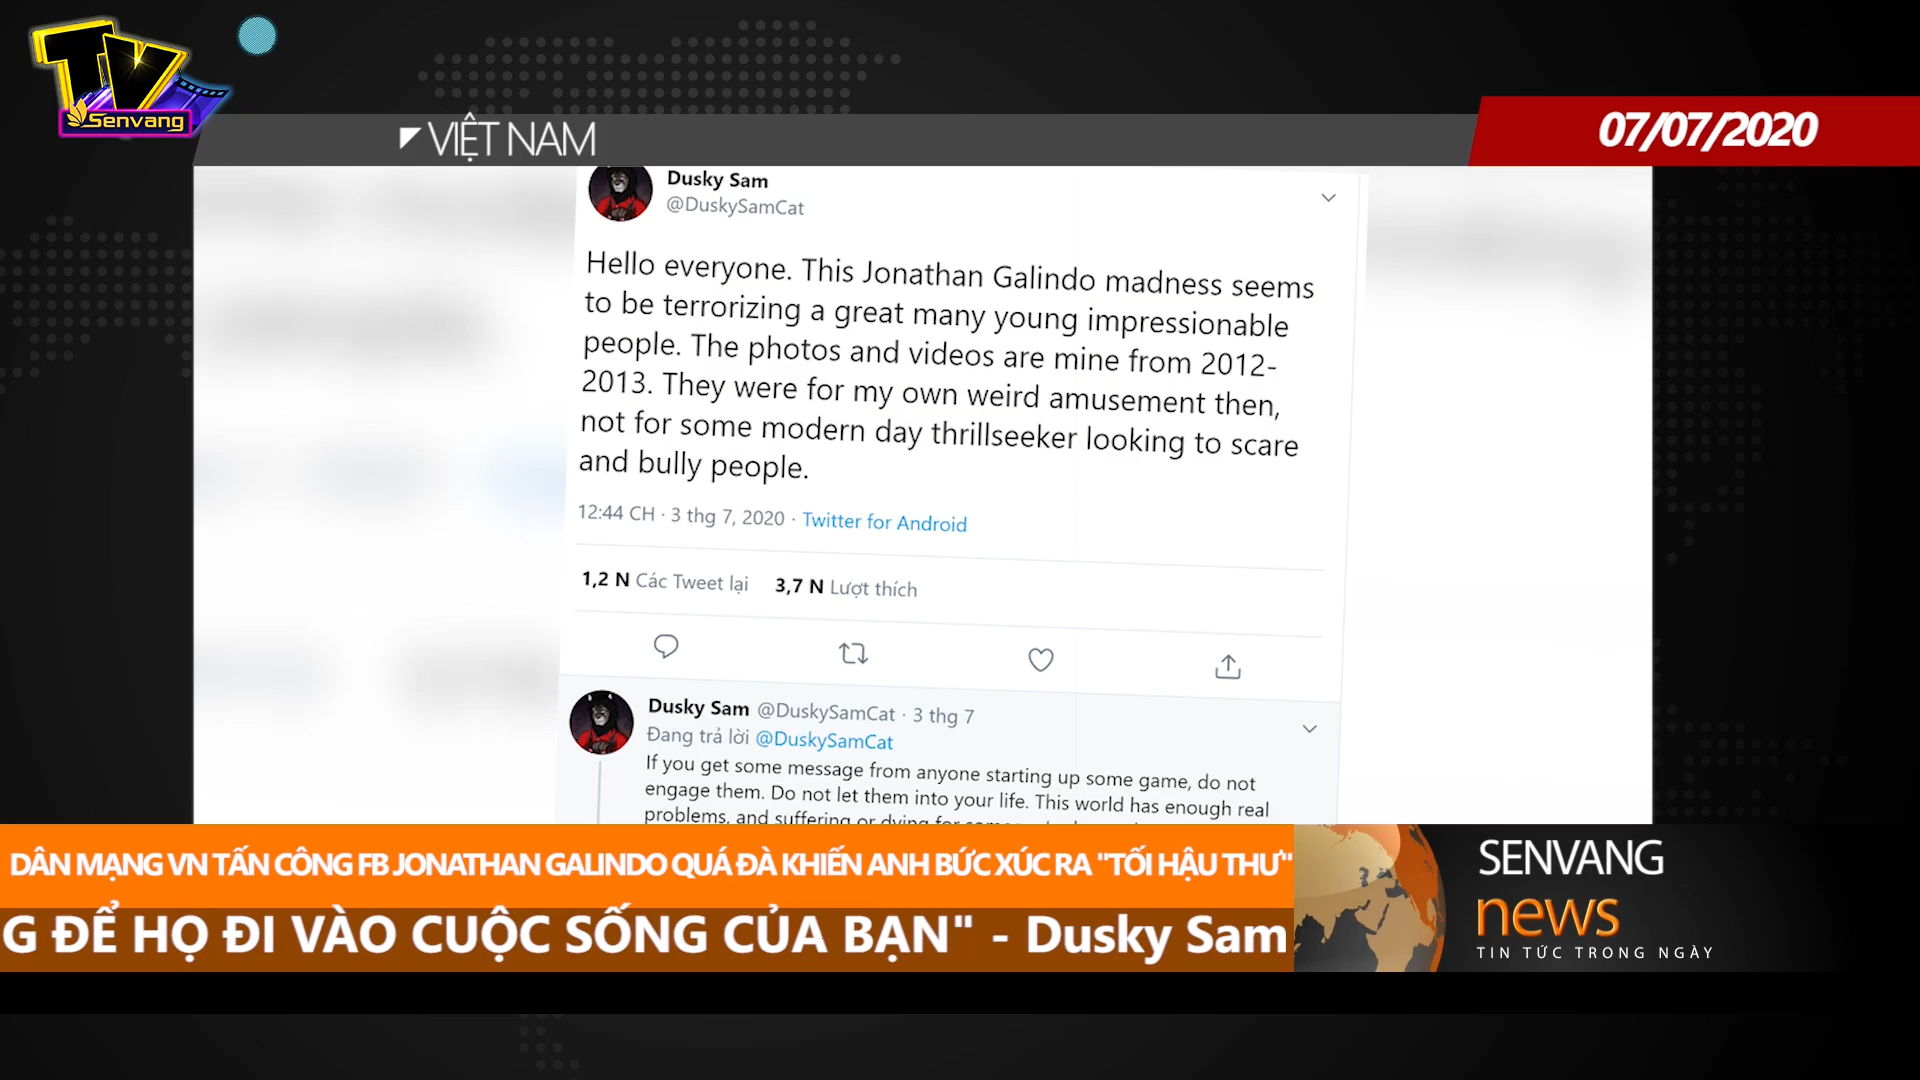 TV
Senvang
VIỆT NAM
07/07/2020
Dusky Sam
@DuskySamCat
Hello everyone. This Jonathan Galindo madness seems
to be terrorizing a great many young impressionable
people. The photos and videos are mine from 2012-
2013. They were for my own weird amusement then,
not for some modern day thrillseeker looking to scare
and bully people.
12:44 CH · 3 thg 7, 2020 · Twitter for Android
1,2 N Các Tweet lại 3,7 N Lượt thích
Dusky Sam @DuskySamCat · 3 thg 7
Đang trả lời @DuskySamCat
If you get some message from anyone starting up some game, do not
engage them. Do not let them into your life. This world has enough real
problems, and suffering or dying for
DÂN MẠNG VN TẤN CÔNG FB JONATHAN GALINDO QUÁ ĐÀ KHIẾN ANH BỨC XÚC RA "TỐI HẬU THƯ"
G ĐỂ HỌ ĐI VÀO CUỘC SỐNG CỦA BẠN" - Dusky Sam
SENVANG
news
TIN TỨC TRONG NGÀY